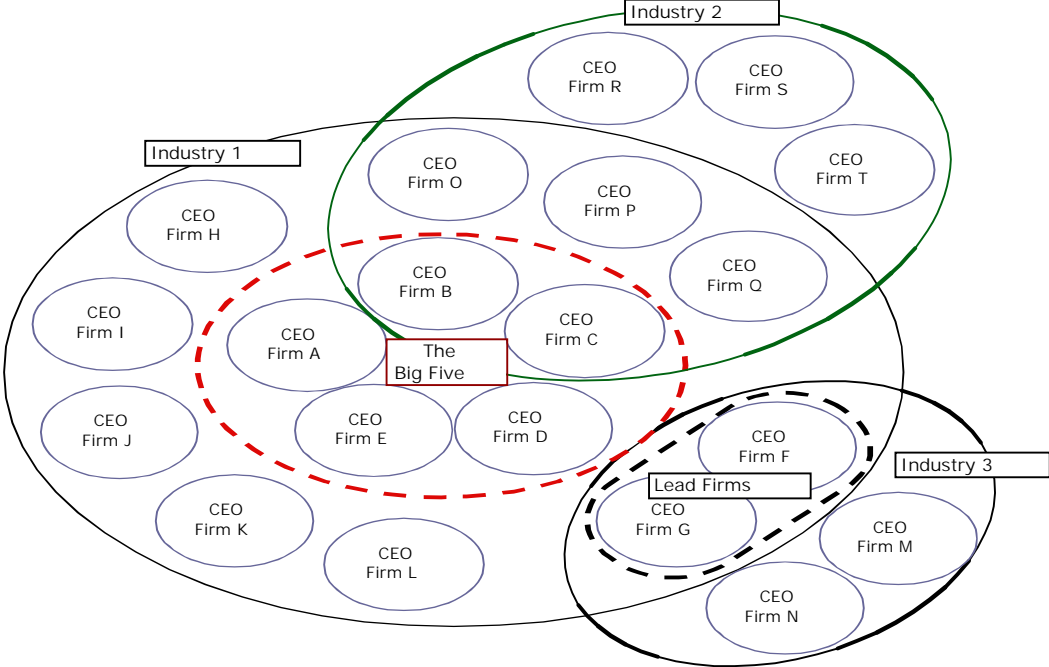 Industry 2
CEO
Firm R
CEO
Firm S
Industry 1
CEO
Firm O
CEO
Firm T
CEO
Firm P
CEO
Firm H
CEO
Firm B
CEO
Firm Q
CEO
Firm I
CEO
Firm A
CEO
Firm C
The
Big Five
CEO
Firm J
CEO
Firm E
CEO
Firm D
CEO
Firm F
Industry 3
Lead Firms
CEO
Firm K
CEO
Firm G
CEO
Firm M
CEO
Firm L
CEO
Firm N